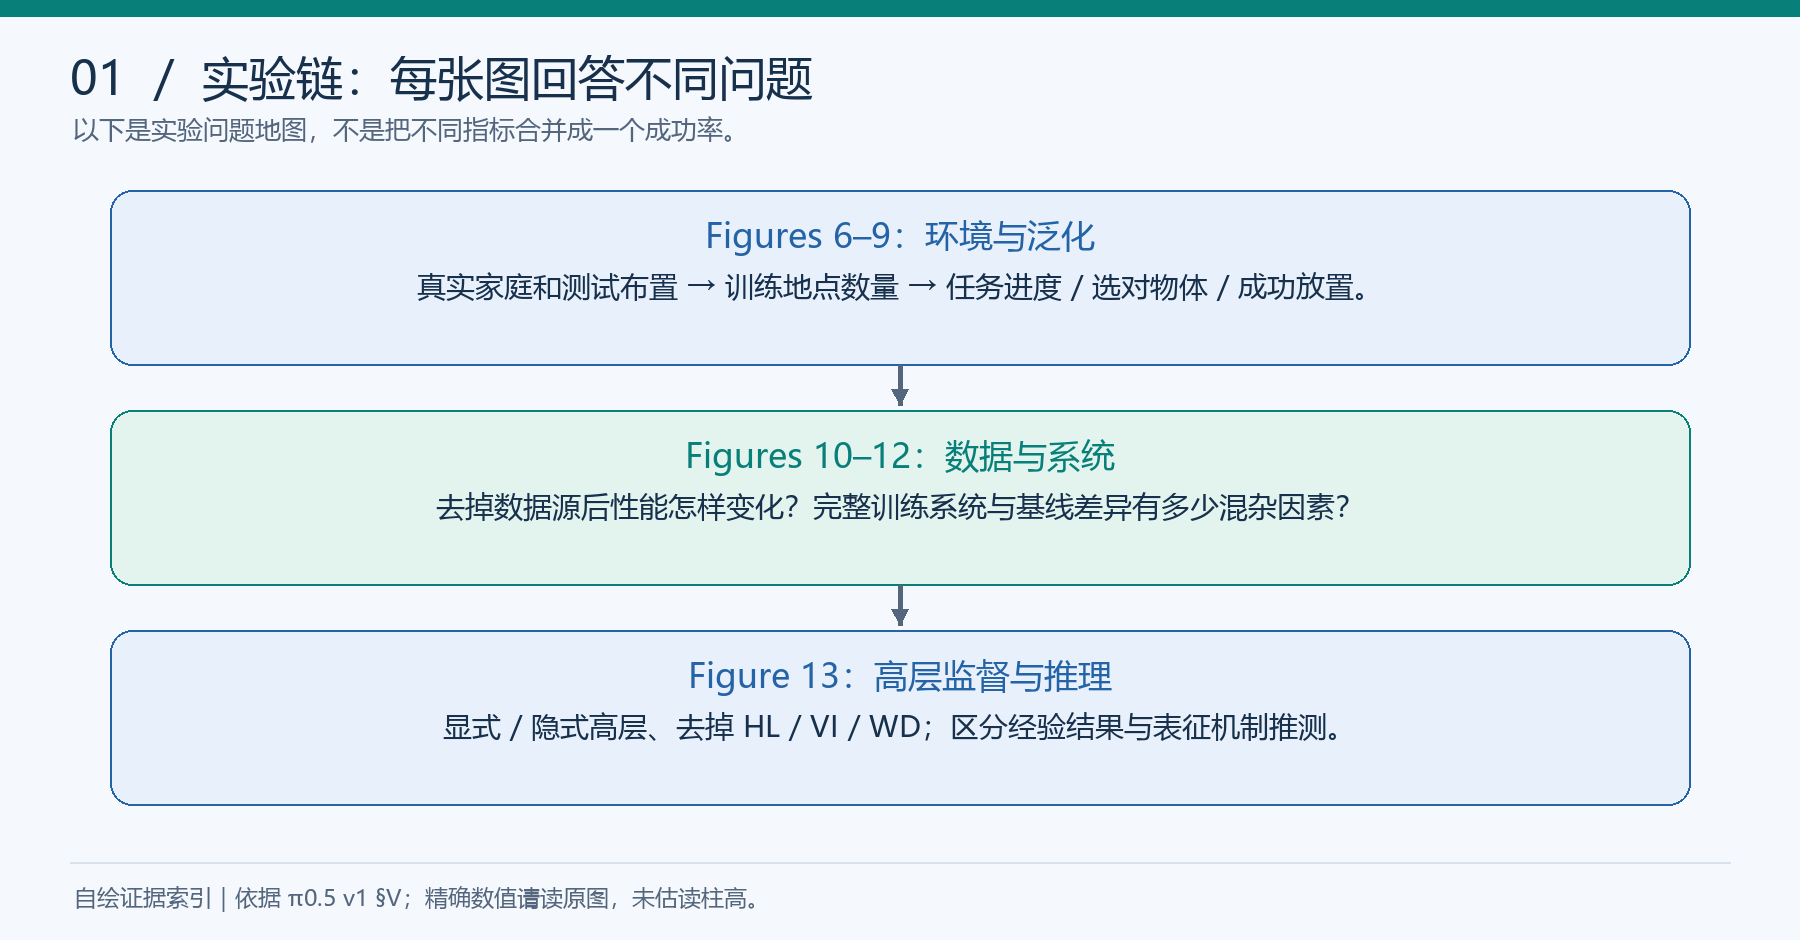 01 / 实验链：每张图回答不同问题
以下是实验问题地图，不是把不同指标合并成一个成功率。
Figures 6–9：环境与泛化
真实家庭和测试布置 → 训练地点数量 → 任务进度 / 选对物体 / 成功放置。
Figures 10–12：数据与系统
去掉数据源后性能怎样变化？完整训练系统与基线差异有多少混杂因素？
Figure 13：高层监督与推理
显式 / 隐式高层、去掉 HL / VI / WD；区分经验结果与表征机制推测。
自绘证据索引 | 依据 π0.5 v1 §V；精确数值请读原图，未估读柱高。